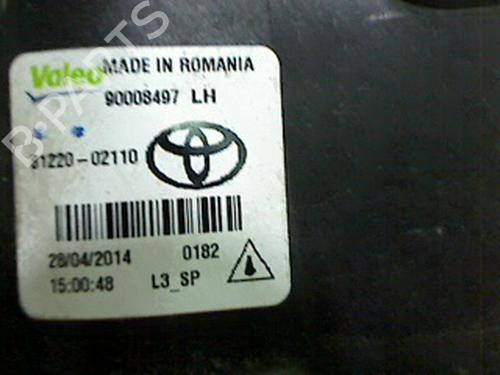 B-PARTS
Valeo MADE IN ROMANIA
90008497 LH
81220-02110
28/04/2014 0182
15:00:48 L3_SP